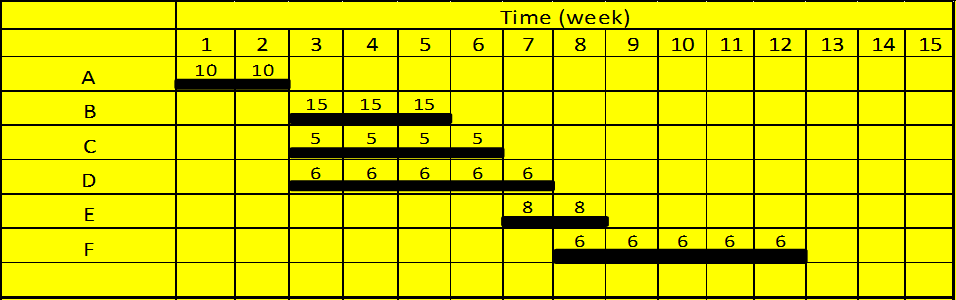 Time (week)
1 2 3 4 5 6 7 8 9 10 11 12 13 14 15
A 10 10
B 15 15 15
C 5 5 5 5
D 6 6 6 6 6
E 8 8
F 6 6 6 6 6